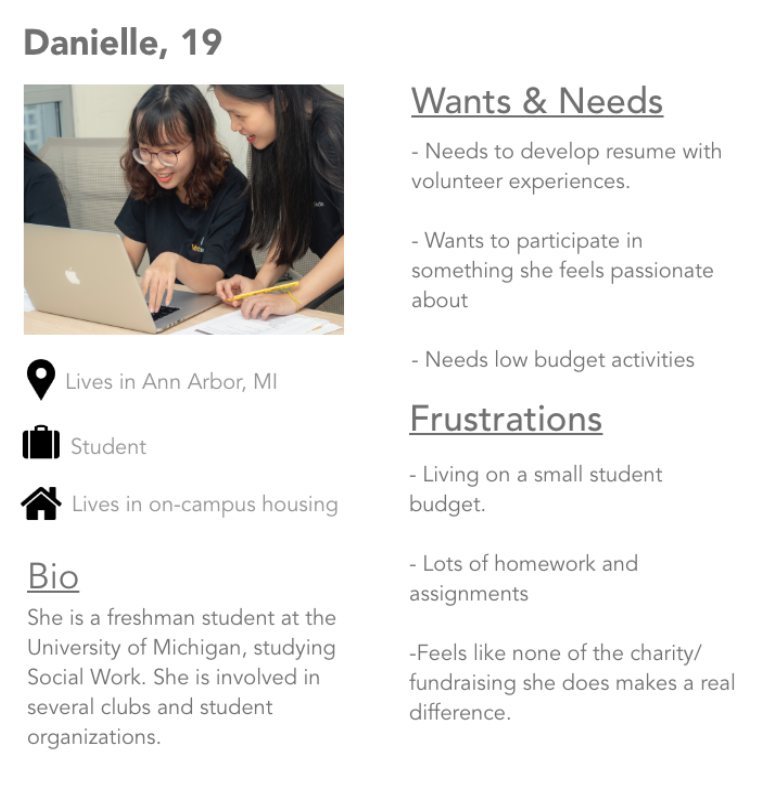 Danielle, 19
Lives in Ann Arbor, MI
Student
Lives in on-campus housing
Bio
She is a freshman student at the
University of Michigan, studying
Social Work. She is involved in
several clubs and student
organizations.
Wants & Needs
- Needs to develop resume with
volunteer experiences.
- Wants to participate in
something she feels passionate
about
- Needs low budget activities
Frustrations
- Living on a small student
budget.
- Lots of homework and
assignments
-Feels like none of the charity/
fundraising she does makes a real
difference.